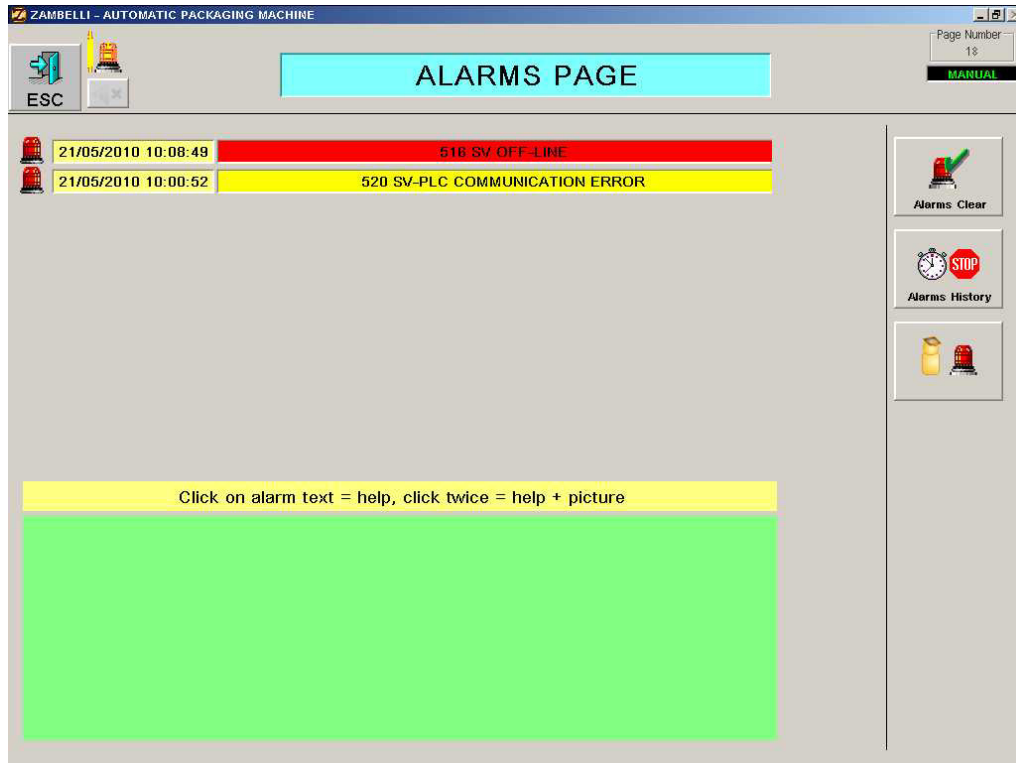 ZAMBELLI - AUTOMATIC PACKAGING MACHINE
Page Number
18
MANUAL
ESC
ALARMS PAGE
21/05/2010 10:08:49 516 SV OFF-LINE
21/05/2010 10:00:52 520 SV-PLC COMMUNICATION ERROR
Alarms Clear
STOP
Alarms History
Click on alarm text = help, click twice = help + picture